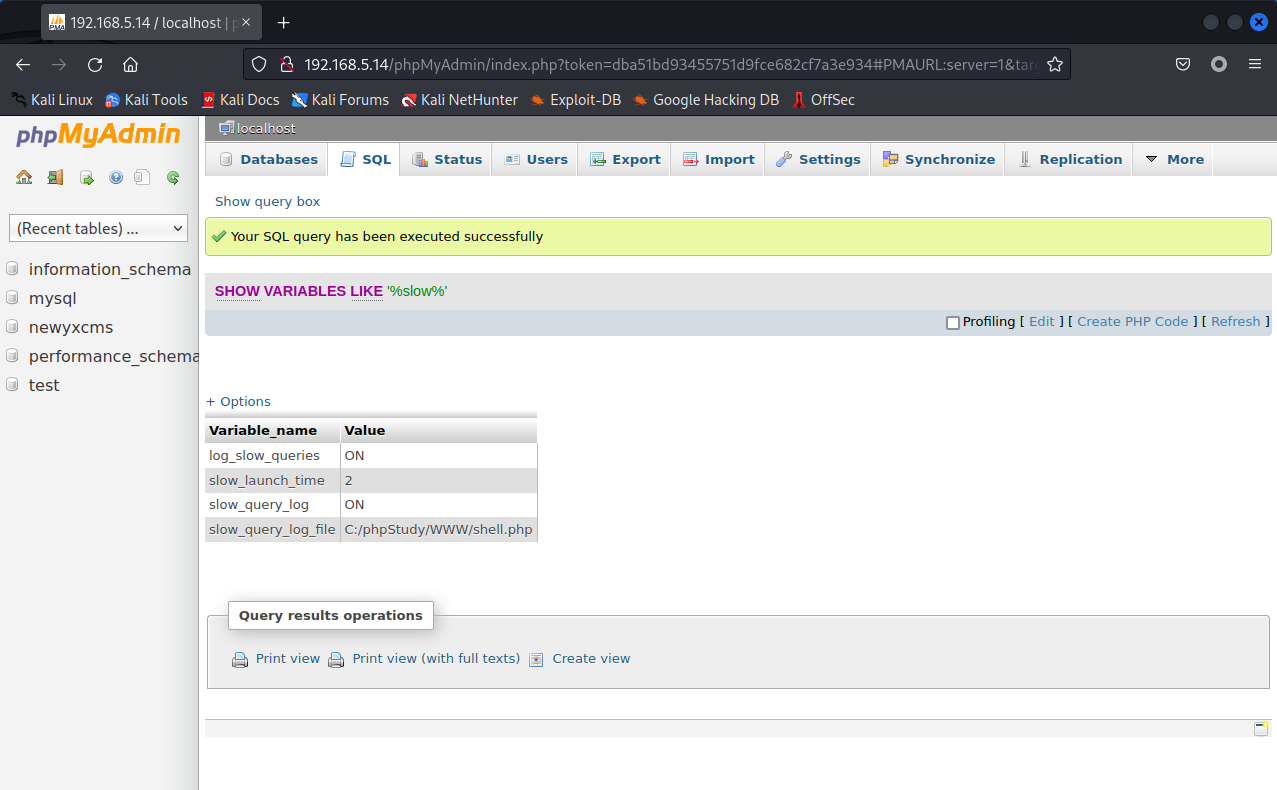 192.168.5.14 / localhost | p
192.168.5.14/phpMyAdmin/index.php?token=dba51bd93455751d9fce682cf7a3e934#PMAURL:server=1&tar
Kali Linux Kali Tools Kali Docs Kali Forums Kali NetHunter Exploit-DB Google Hacking DB OffSec
phpMyAdmin
(Recent tables) ...
information_schema
mysql
newyxcms
performance_schema
test
localhost
Databases SQL Status Users Export Import Settings Synchronize Replication More
Show query box
Your SQL query has been executed successfully
SHOW VARIABLES LIKE '%slow%'
Profiling [ Edit ] [ Create PHP Code ] [ Refresh ]
+ Options
Variable_name Value
log_slow_queries ON
slow_launch_time 2
slow_query_log ON
slow_query_log_file C:/phpStudy/WWW/shell.php
Query results operations
Print view Print view (with full texts) Create view